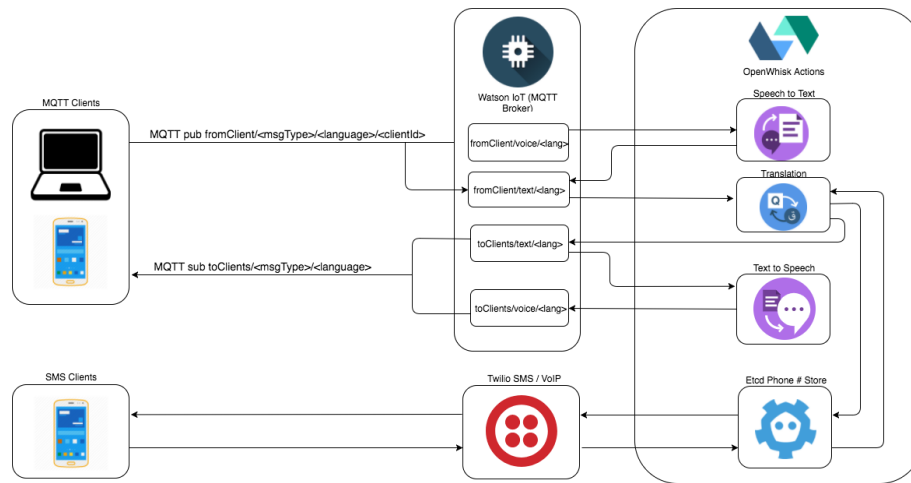 OpenWhisk Actions
MQTT Clients
Watson IoT (MQTT
Broker)
Speech to Text
MQTT pub fromClient/<msgType>/<language>/<clientId>
fromClient/voice/<lang>
Translation
fromClient/text/<lang>
Q
toClients/text/<lang>
MQTT sub toClients/<msgType>/<language>
Text to Speech
toClients/voice/<lang>
SMS Clients
Twilio SMS / VoIP
Etcd Phone # Store